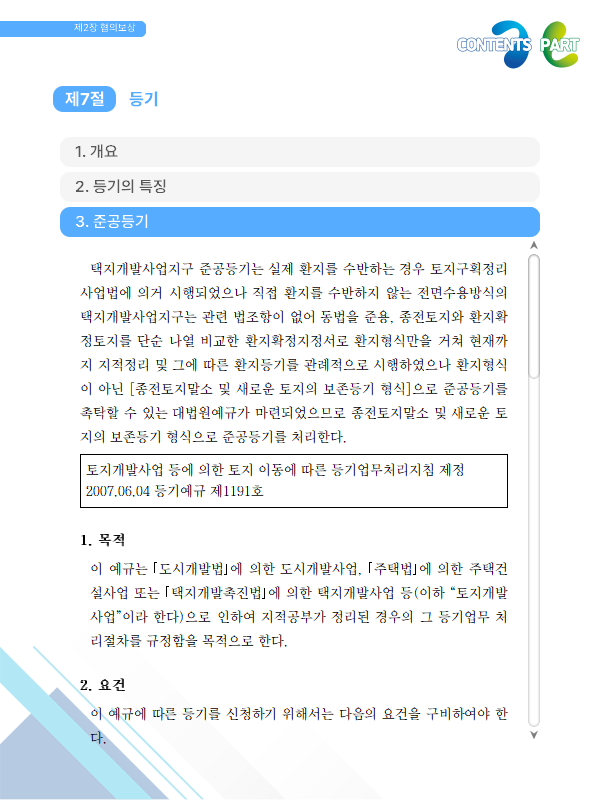 제2장 협의보상
CONTENTS PART
제7절 등기
1. 개요
2. 등기의 특징
3. 준공등기
택지개발사업지구 준공등기는 실제 환지를 수반하는 경우 토지구획정리
사업법에 의거 시행되었으나 직접 환지를 수반하지 않는 전면수용방식의
택지개발사업지구는 관련 법조항이 없어 동법을 준용, 종전토지와 환지확
정토지를 단순 나열 비교한 환지확정지정서로 환지형식만을 거쳐 현재까
지 지적정리 및 그에 따른 환지등기를 관례적으로 시행하였으나 환지형식
이 아닌 [종전토지말소 및 새로운 토지의 보존등기 형식]으로 준공등기를
촉탁할 수 있는 대법원예규가 마련되었으므로 종전토지말소 및 새로운 토
지의 보존등기 형식으로 준공등기를 처리한다.
토지개발사업 등에 의한 토지 이동에 따른 등기업무처리지침 제정
2007.06.04 등기예규 제1191호
1. 목적
이 예규는 「도시개발법」에 의한 도시개발사업, 「주택법」에 의한 주택건
설사업 또는 「택지개발촉진법」에 의한 택지개발사업 등(이하 “토지개발
사업”이라 한다)으로 인하여 지적공부가 정리된 경우의 그 등기업무 처
리절차를 규정함을 목적으로 한다.
2. 요건
이 예규에 따른 등기를 신청하기 위해서는 다음의 요건을 구비하여야 한
다.